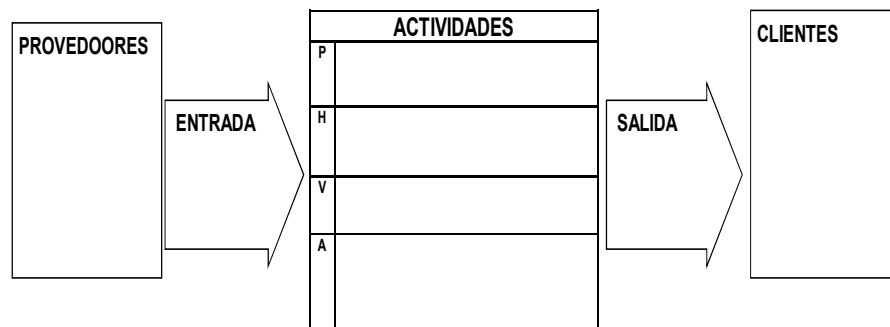 PROVEDOORES
ENTRADA
ACTIVIDADES
P
H
V
A
SALIDA
CLIENTES